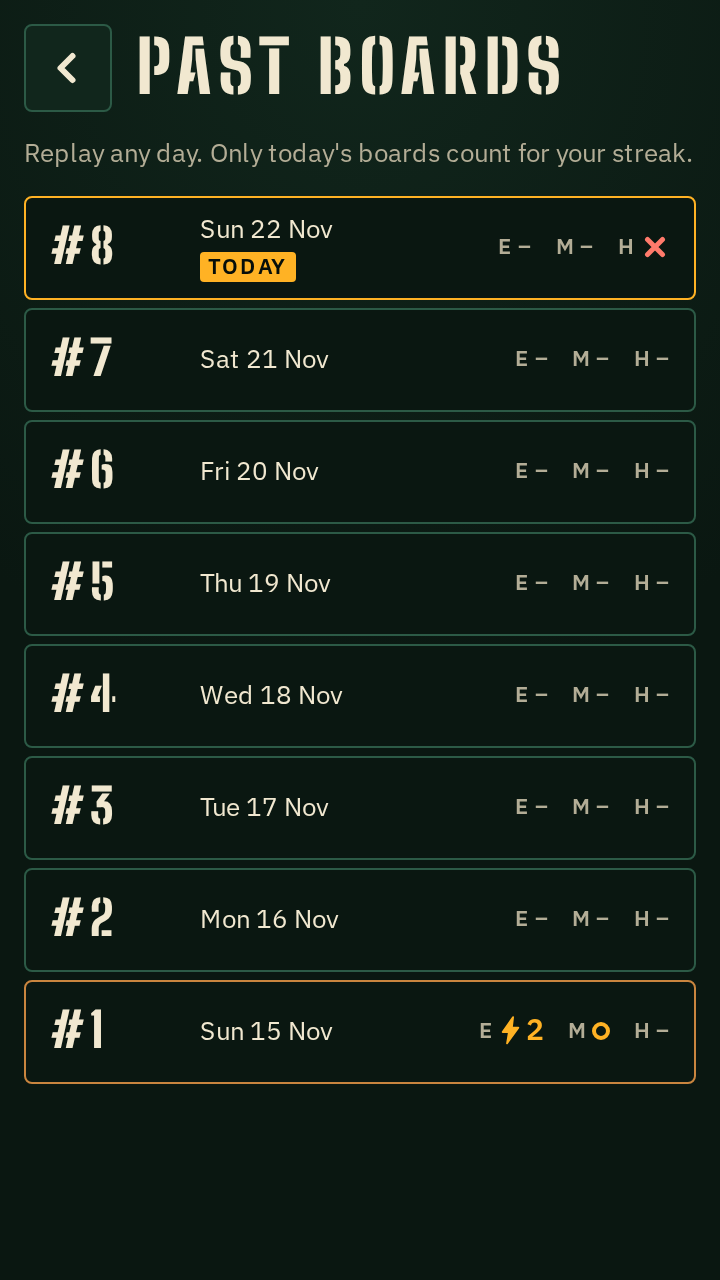 PAST BOARDS
Replay any day. Only today's boards count for your streak.
#8 Sun 22 Nov E – M – H ✕
TODAY
#7 Sat 21 Nov E – M – H –
#6 Fri 20 Nov E – M – H –
#5 Thu 19 Nov E – M – H –
#4 Wed 18 Nov E – M – H –
#3 Tue 17 Nov E – M – H –
#2 Mon 16 Nov E – M – H –
#1 Sun 15 Nov E ⚡2 M ○ H –